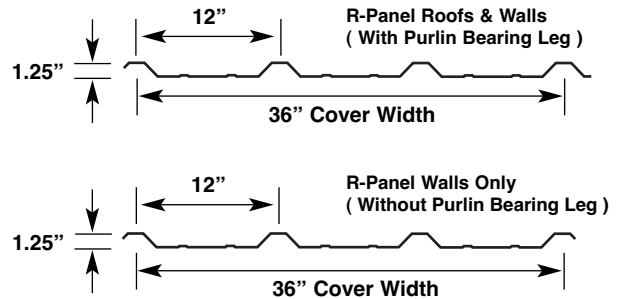 12”
R-Panel Roofs & Walls
( With Purlin Bearing Leg )
1.25”
36” Cover Width
12”
R-Panel Walls Only
( Without Purlin Bearing Leg )
1.25”
36” Cover Width